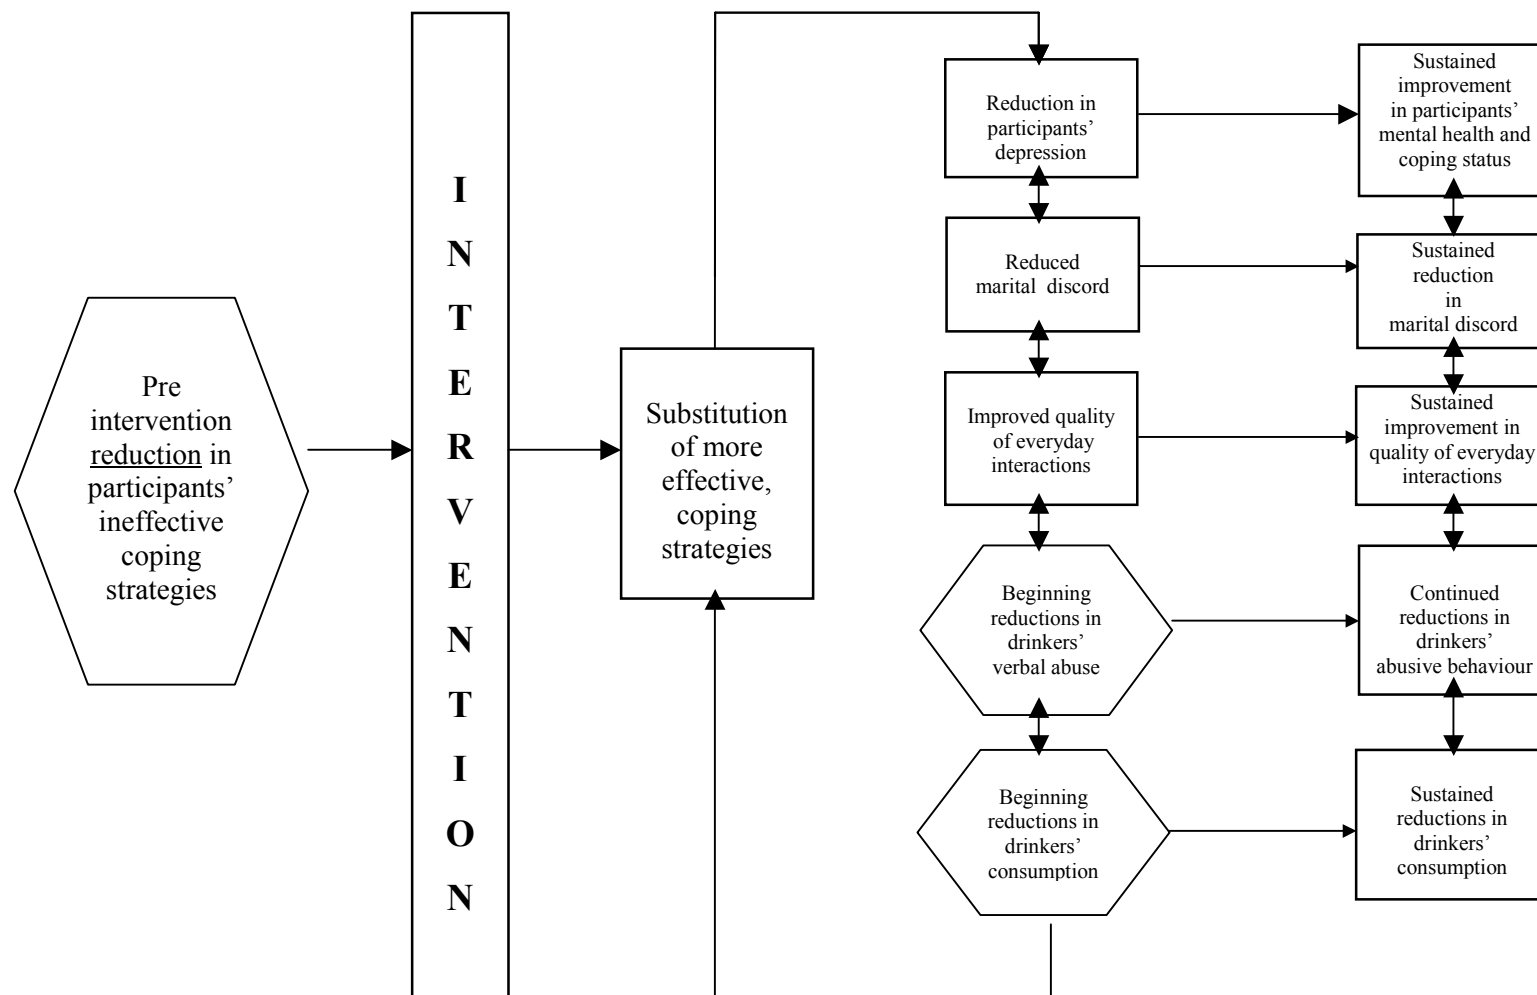 Pre
intervention
reduction in
participants’
ineffective
coping
strategies
I
N
T
E
R
V
E
N
T
I
O
N
Substitution
of more
effective,
coping
strategies
Reduction in
participants’
depression
Reduced
marital discord
Improved quality
of everyday
interactions
Beginning
reductions in
drinkers’
verbal abuse
Beginning
reductions in
drinkers’
consumption
Sustained
improvement
in participants’
mental health and
coping status
Sustained
reduction
in
marital discord
Sustained
improvement in
quality of everyday
interactions
Continued
reductions in
drinkers’
abusive behaviour
Sustained
reductions in
drinkers’
consumption